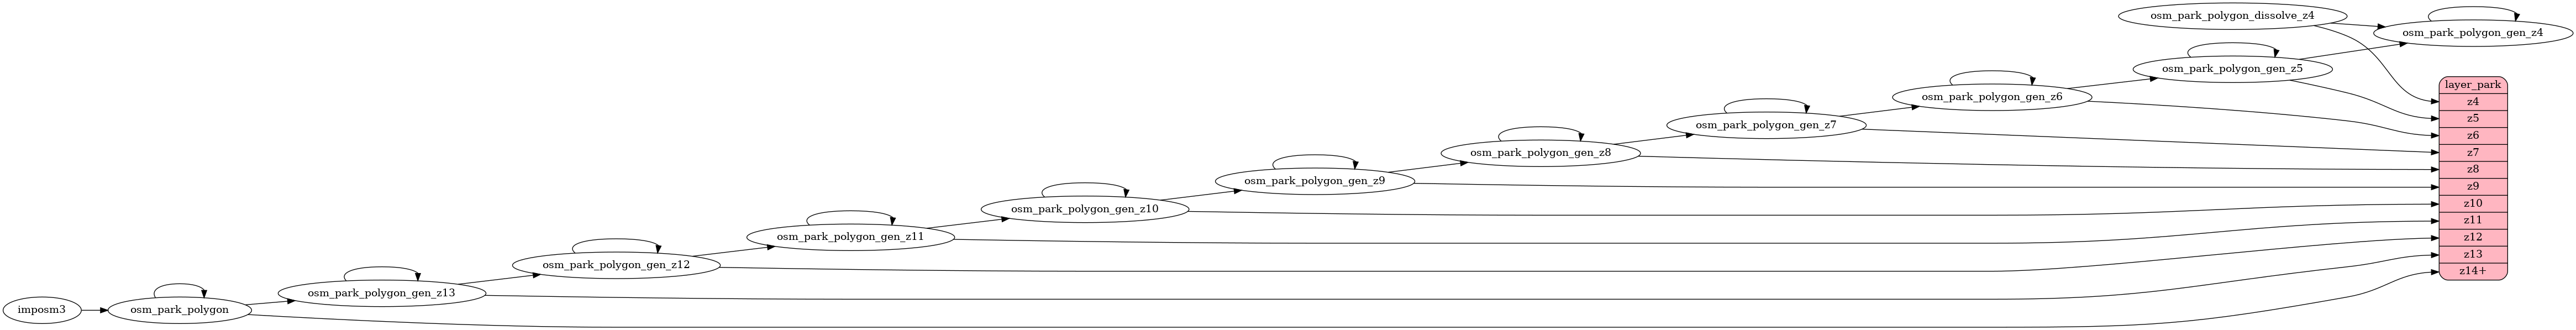 osm_park_polygon_dissolve_z4
osm_park_polygon_gen_z4
osm_park_polygon_gen_z5
osm_park_polygon_gen_z6
osm_park_polygon_gen_z7
osm_park_polygon_gen_z8
osm_park_polygon_gen_z9
osm_park_polygon_gen_z10
osm_park_polygon_gen_z11
osm_park_polygon_gen_z12
osm_park_polygon_gen_z13
imposm3
osm_park_polygon
layer_park
z4
z5
z6
z7
z8
z9
z10
z11
z12
z13
z14+